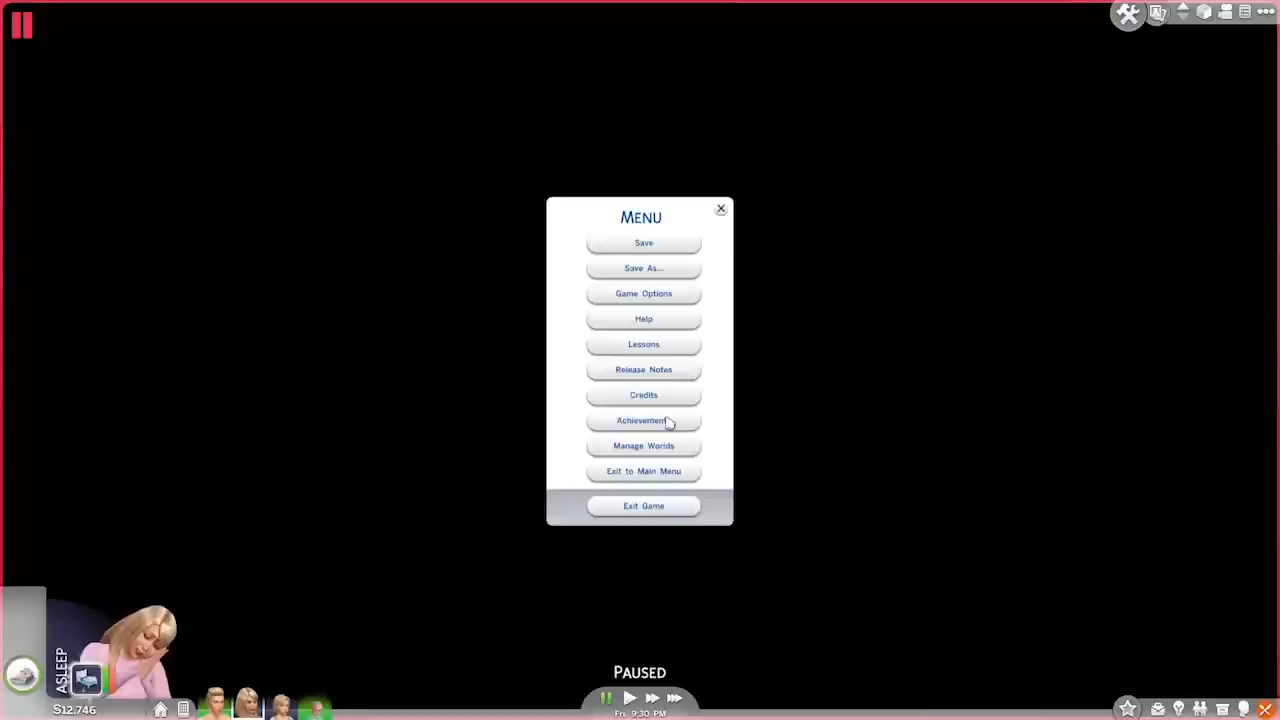 MENU
Save
Save As...
Game Options
Help
Lessons
Release Notes
Credits
Achievement
Manage Worlds
Exit to Main Menu
Exit Game
ASLEEP
$12,746
PAUSED
Fri. 9:30 PM